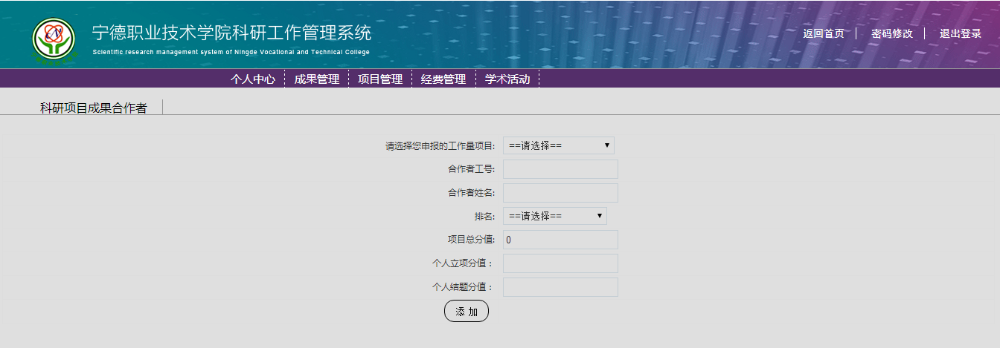 宁德职业技术学院科研工作管理系统
Scientific research management system of Ningde Vocational and Technical College
返回首页 密码修改 退出登录
个人中心 成果管理 项目管理 经费管理 学术活动
科研项目成果合作者
请选择您申报的工作量项目: ==请选择==
合作者工号:
合作者姓名:
排名: ==请选择==
项目总分值: 0
个人立项分值：
个人结题分值：
添 加